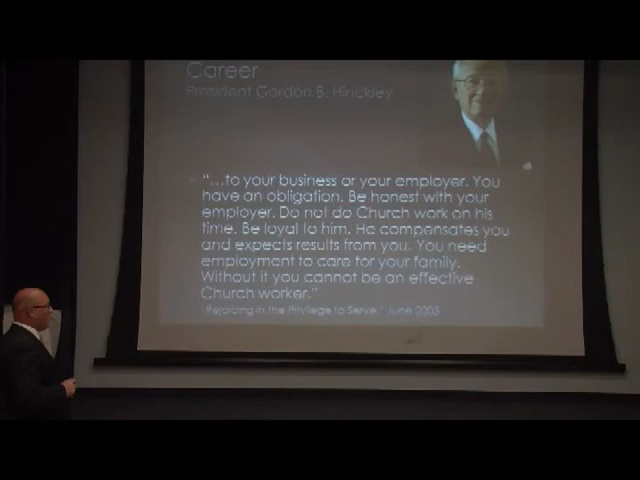 Career
President Gordon B. Hinckley
“...to your business or your employer. You
have an obligation. Be honest with your
employer. Do not do Church work on his
time. Be loyal to him. He compensates you
and expects results from you. You need
employment to care for your family.
Without it you cannot be an effective
Church worker.”
“Rejoicing in the Privilege to Serve,” June 2003